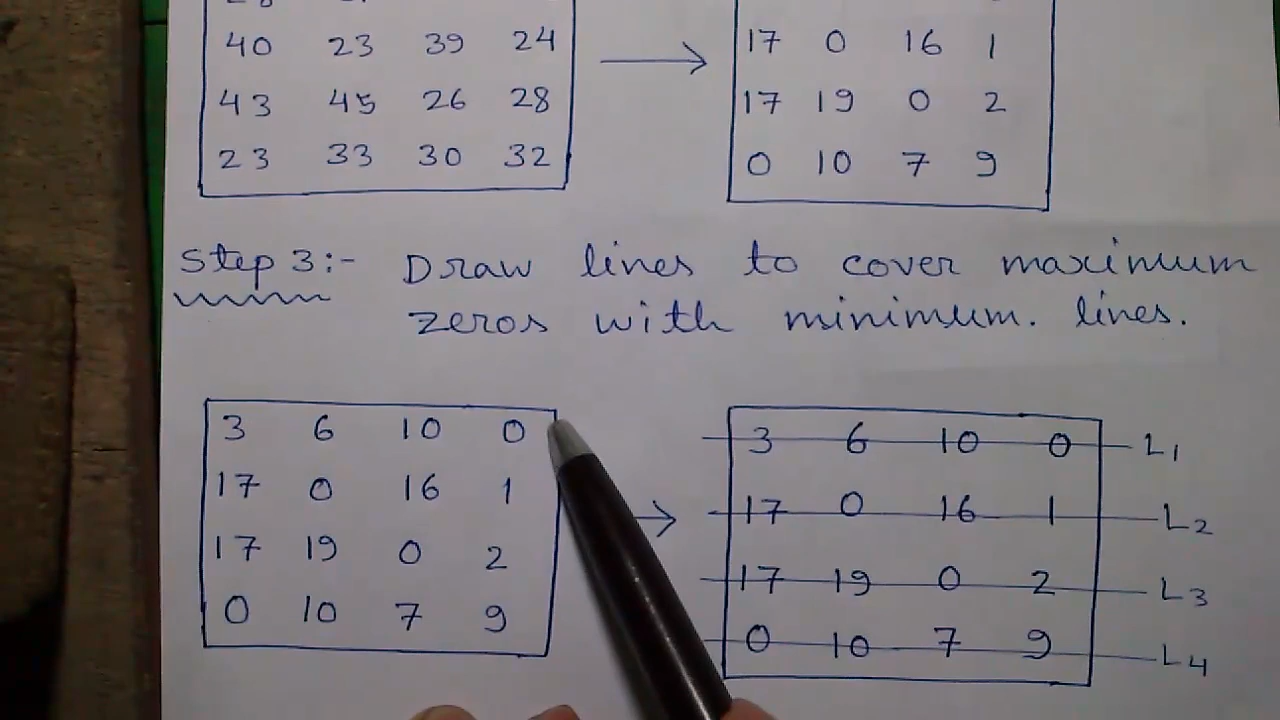 40 23 39 24
43 45 26 28
23 33 30 32
17 0 16 1
17 19 0 2
0 10 7 9
Step 3:- Draw lines to cover maximum
zeros with minimum. lines.
3 6 10 0
17 0 16 1
17 19 0 2
0 10 7 9
3 6 10 0 L1
17 0 16 1 L2
17 19 0 2 L3
0 10 7 9 L4